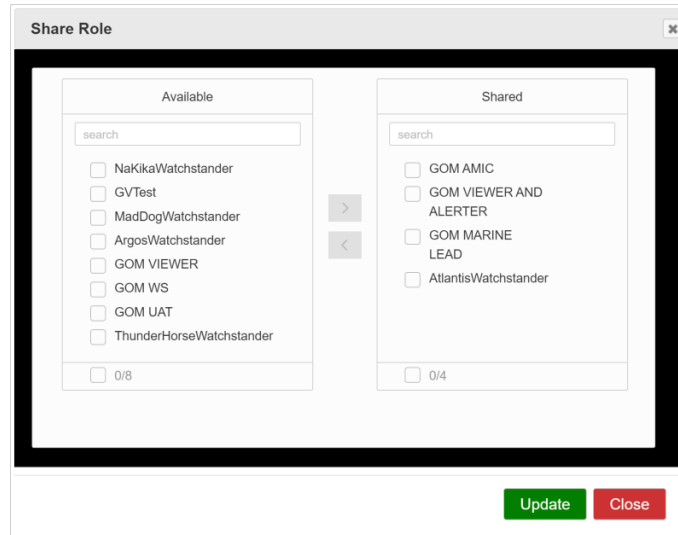 Share Role
Available
search
NaKikaWatchstander
GVTest
MadDogWatchstander
ArgosWatchstander
GOM VIEWER
GOM WS
GOM UAT
ThunderHorseWatchstander
0/8
>
<
Shared
search
GOM AMIC
GOM VIEWER AND
ALERTER
GOM MARINE
LEAD
AtlantisWatchstander
0/4
Update
Close